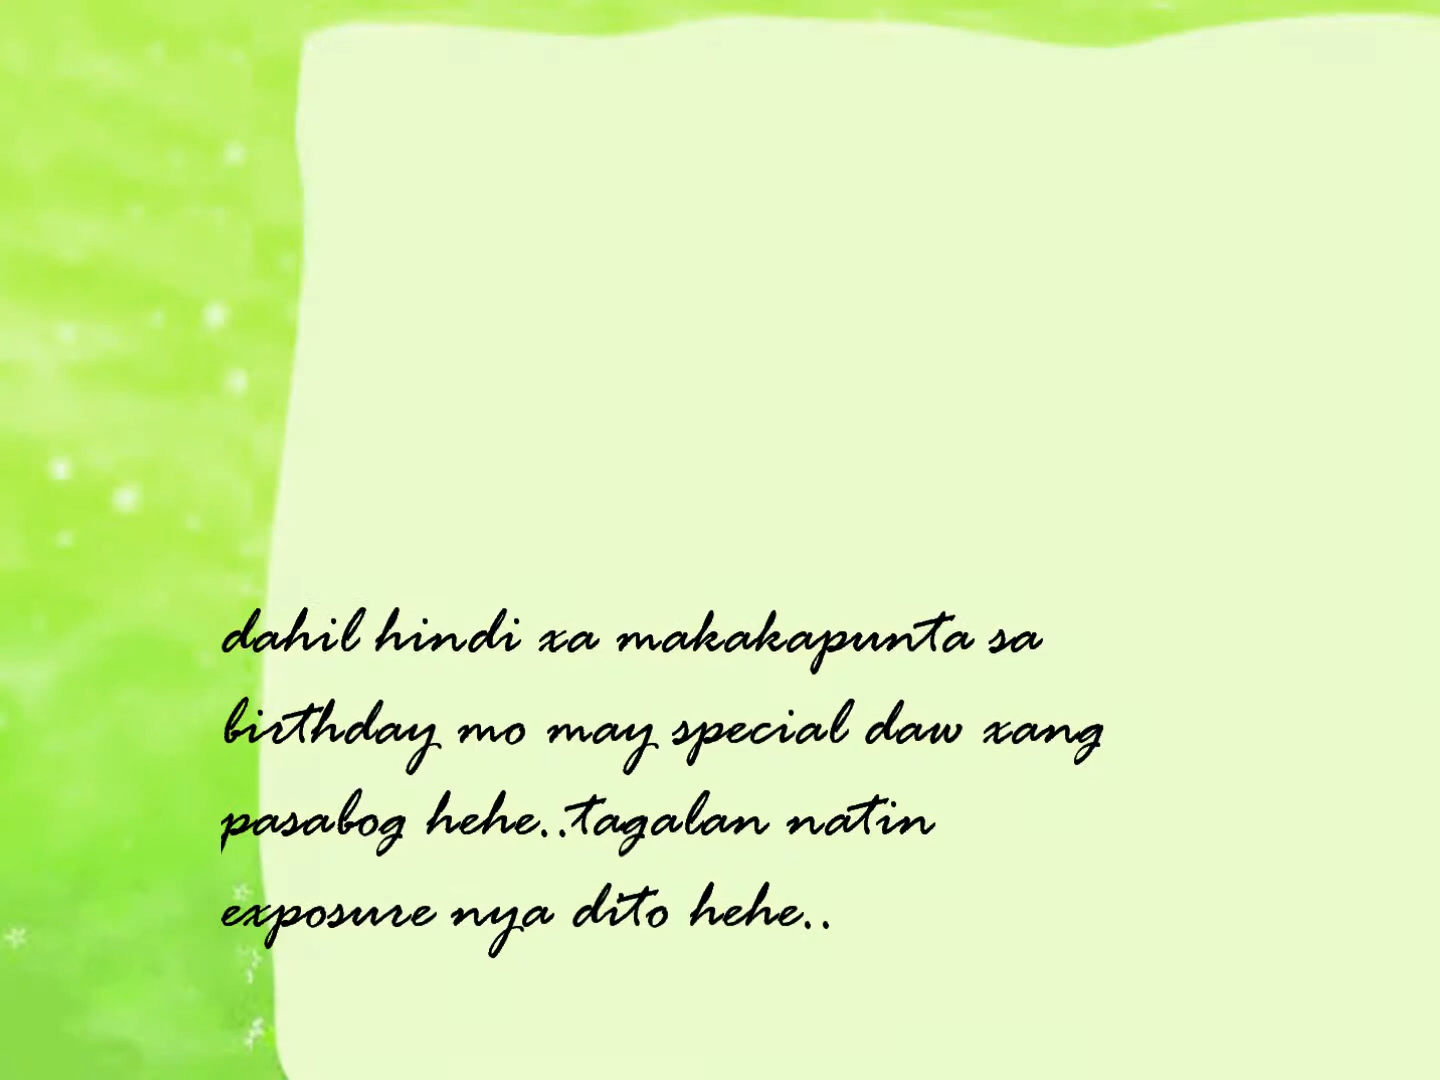 dahil hindi xa makakapunta sa
birthday mo may special daw xang
pasabog hehe..tagalan natin
exposure nya dito hehe..